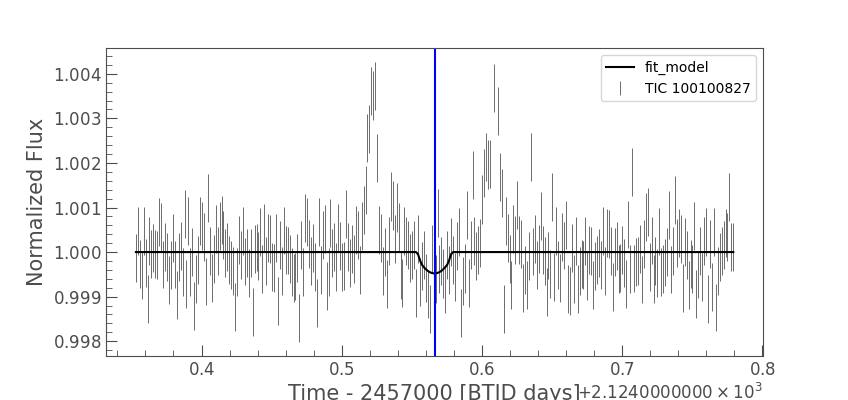 fit_model
TIC 100100827
1.004
1.003
1.002
1.001
1.000
0.999
0.998
Normalized Flux
0.4 0.5 0.6 0.7 0.8
Time - 2457000 [BTJD days]
+2.1240000000 × 10³